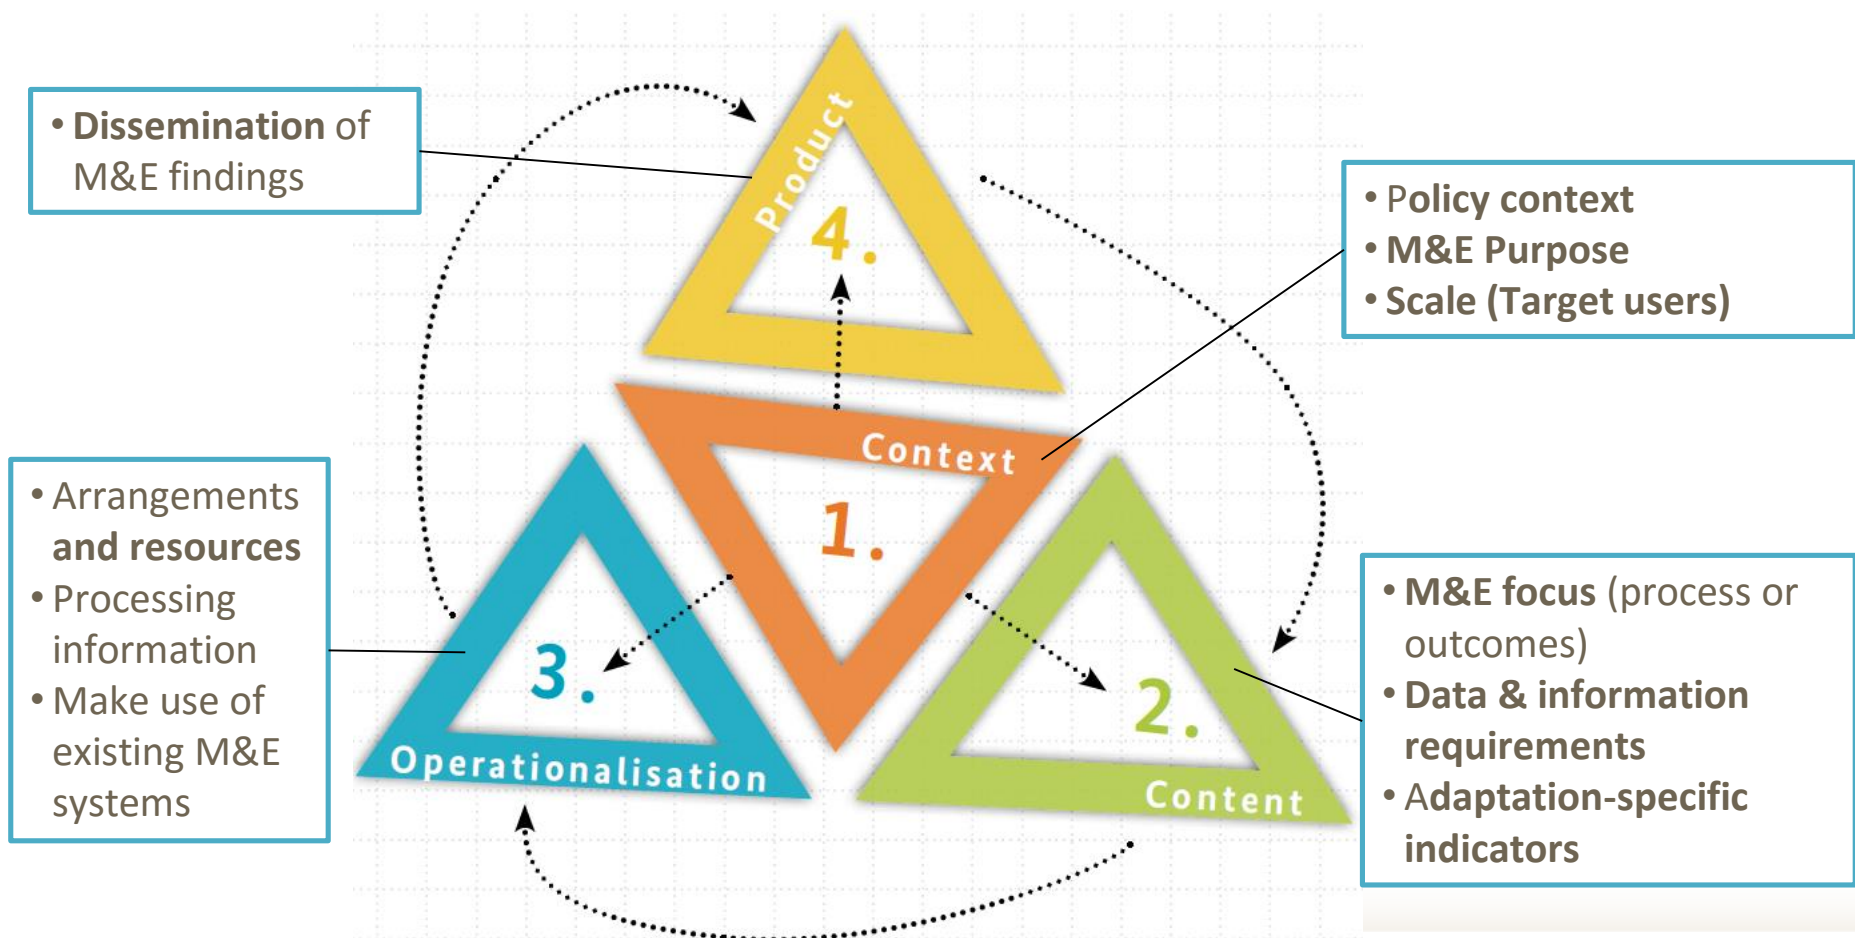 • Dissemination of
M&E findings
Product
4.
• Policy context
• M&E Purpose
• Scale (Target users)
Context
1.
• Arrangements
and resources
• Processing
information
• Make use of
existing M&E
systems
3.
Operationalisation
2.
Content
• M&E focus (process or
outcomes)
• Data & information
requirements
• Adaptation-specific
indicators